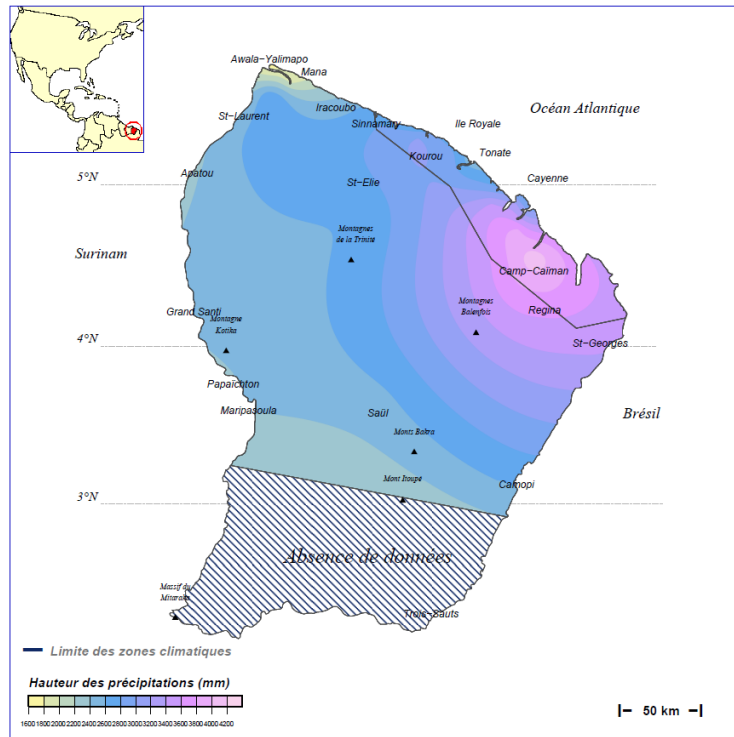 Awala-Yalimapo
Mana
Océan Atlantique
St-Laurent
Iracoubo
Sinnamary
Ile Royale
Kourou
Tonate
5°N
Apatou
St-Elie
Cayenne
Montagnes
de la Trinité
Surinam
Camp-Caïman
Grand Santi
Montagne
Kotika
Montagnes
Balenfois
Regina
4°N
St-Georges
Papaïchton
Maripasoula
Saül
Brésil
Monts Bakra
Mont Itoupé
Camopi
3°N
Absence de données
Massif du
Mitaraka
Trois-Sauts
Limite des zones climatiques
Hauteur des précipitations (mm)
1600 1800 2000 2200 2400 2600 2800 3000 3200 3400 3600 3800 4000 4200
50 km